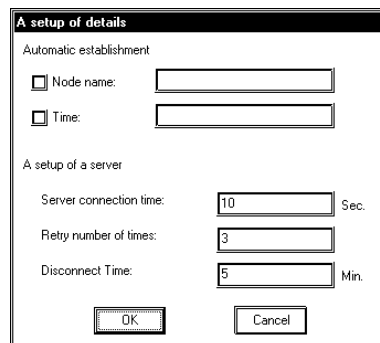 A setup of details
Automatic establishment
Node name:
Time:
A setup of a server
Server connection time: 10 Sec.
Retry number of times: 3
Disconnect Time: 5 Min.
OK Cancel